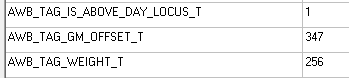 AWB_TAG_IS_ABOVE_DAY_LOCUS_T 1
AWB_TAG_GM_OFFSET_T 347
AWB_TAG_WEIGHT_T 256